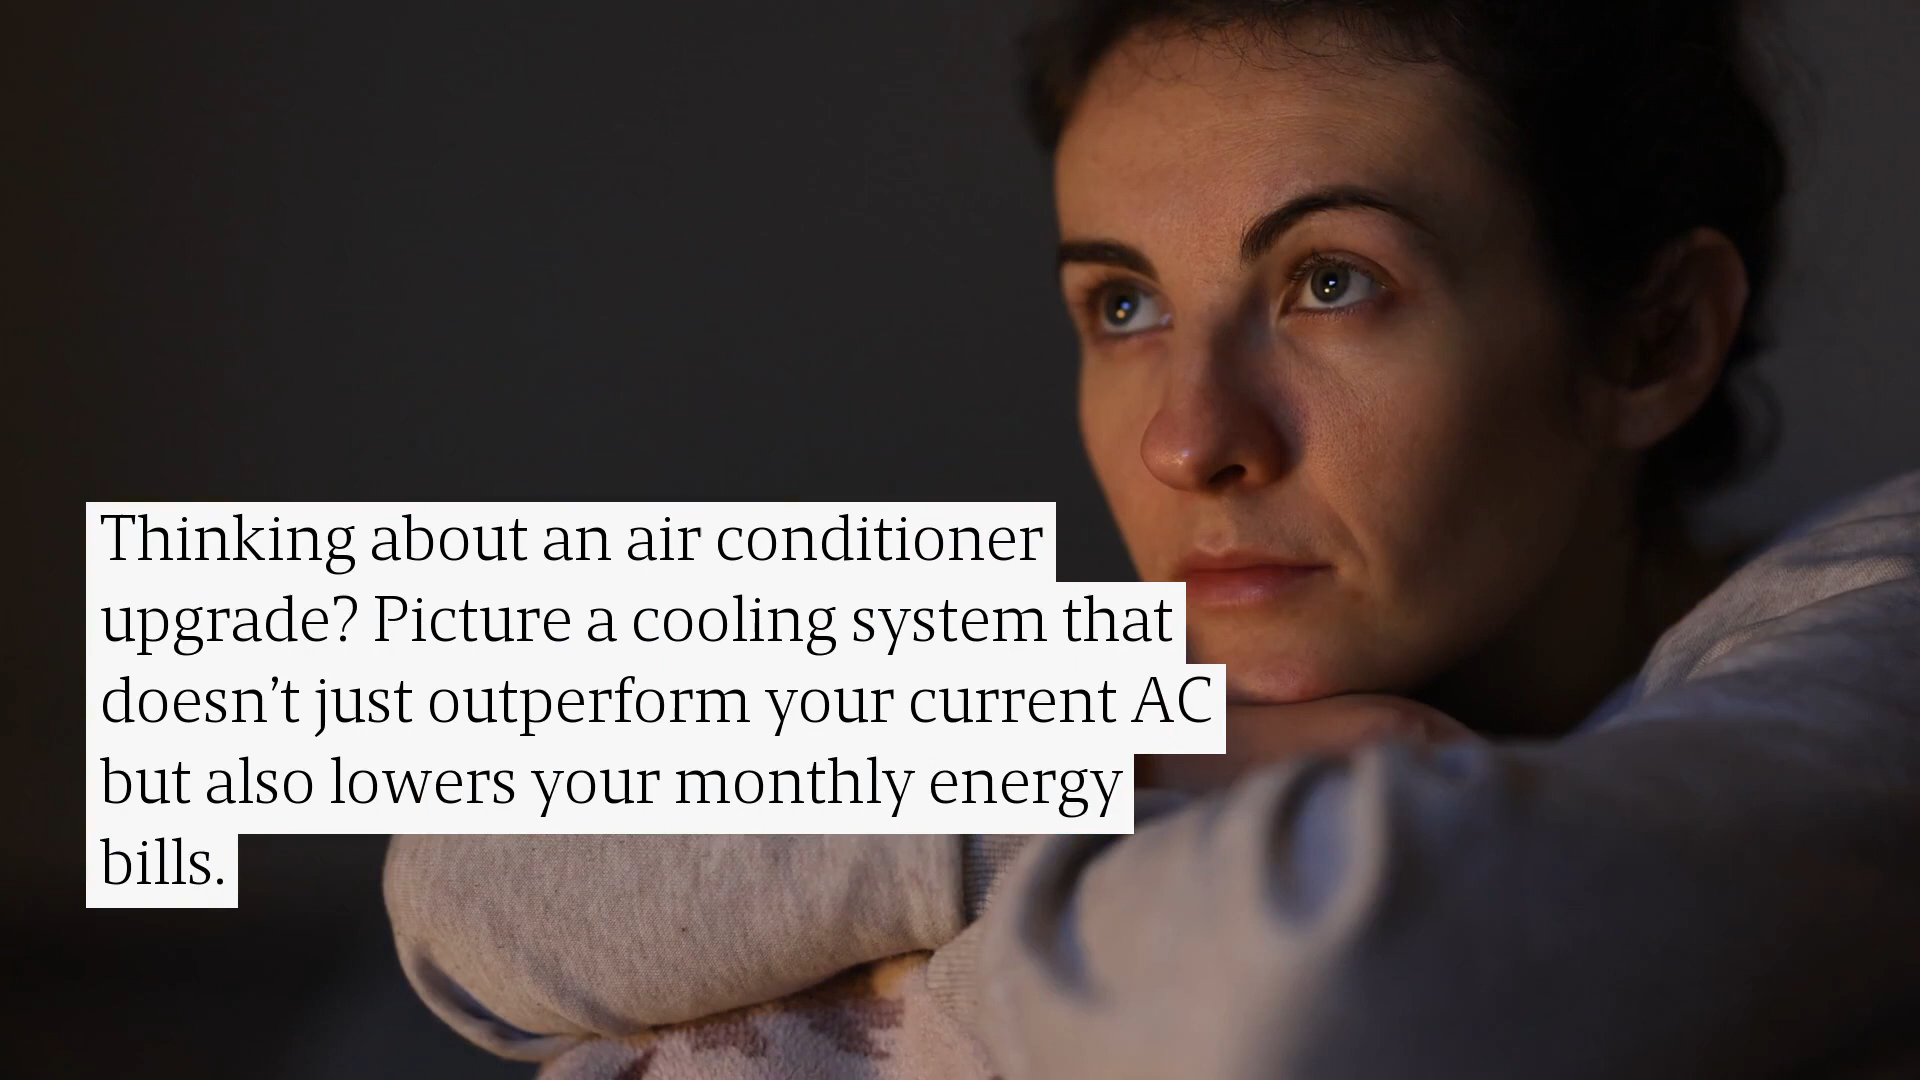 Thinking about an air conditioner
upgrade? Picture a cooling system that
doesn’t just outperform your current AC
but also lowers your monthly energy
bills.